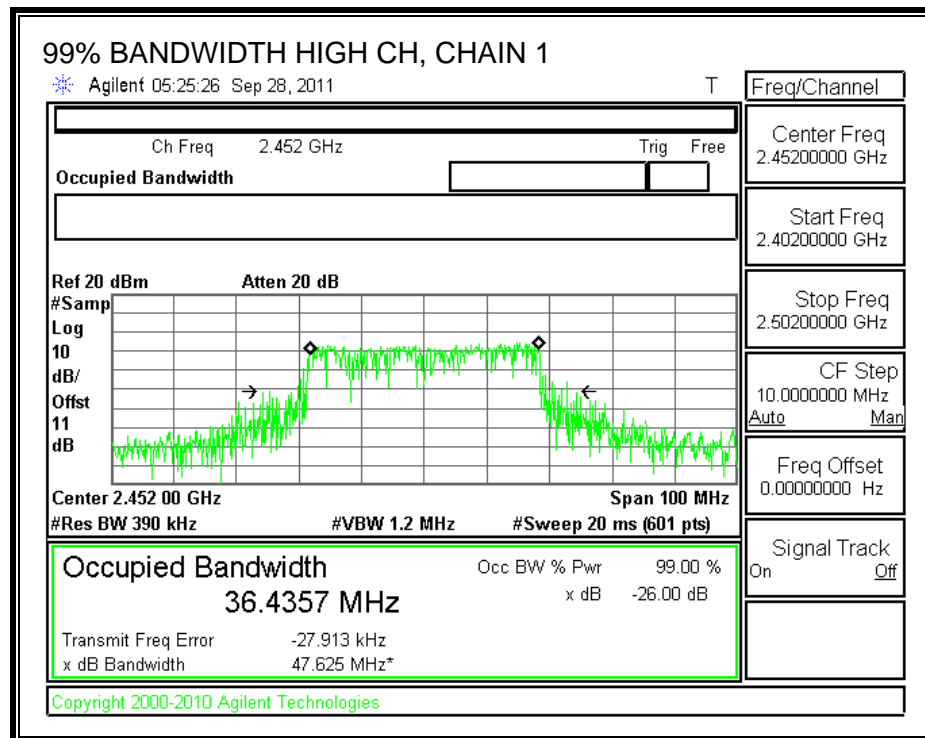 99% BANDWIDTH HIGH CH, CHAIN 1
Agilent 05:25:26 Sep 28, 2011 T
Freq/Channel
Ch Freq 2.452 GHz Trig Free
Occupied Bandwidth
Center Freq
2.45200000 GHz
Start Freq
2.40200000 GHz
Stop Freq
2.50200000 GHz
CF Step
10.0000000 MHz
Auto Man
Freq Offset
0.00000000 Hz
Signal Track
On Off
Ref 20 dBm Atten 20 dB
#Samp
Log
10
dB/
Offst
11
dB
Center 2.452 00 GHz Span 100 MHz
#Res BW 390 kHz #VBW 1.2 MHz #Sweep 20 ms (601 pts)
Occupied Bandwidth Occ BW % Pwr 99.00 %
36.4357 MHz x dB -26.00 dB
Transmit Freq Error -27.913 kHz
x dB Bandwidth 47.625 MHz*
Copyright 2000-2010 Agilent Technologies